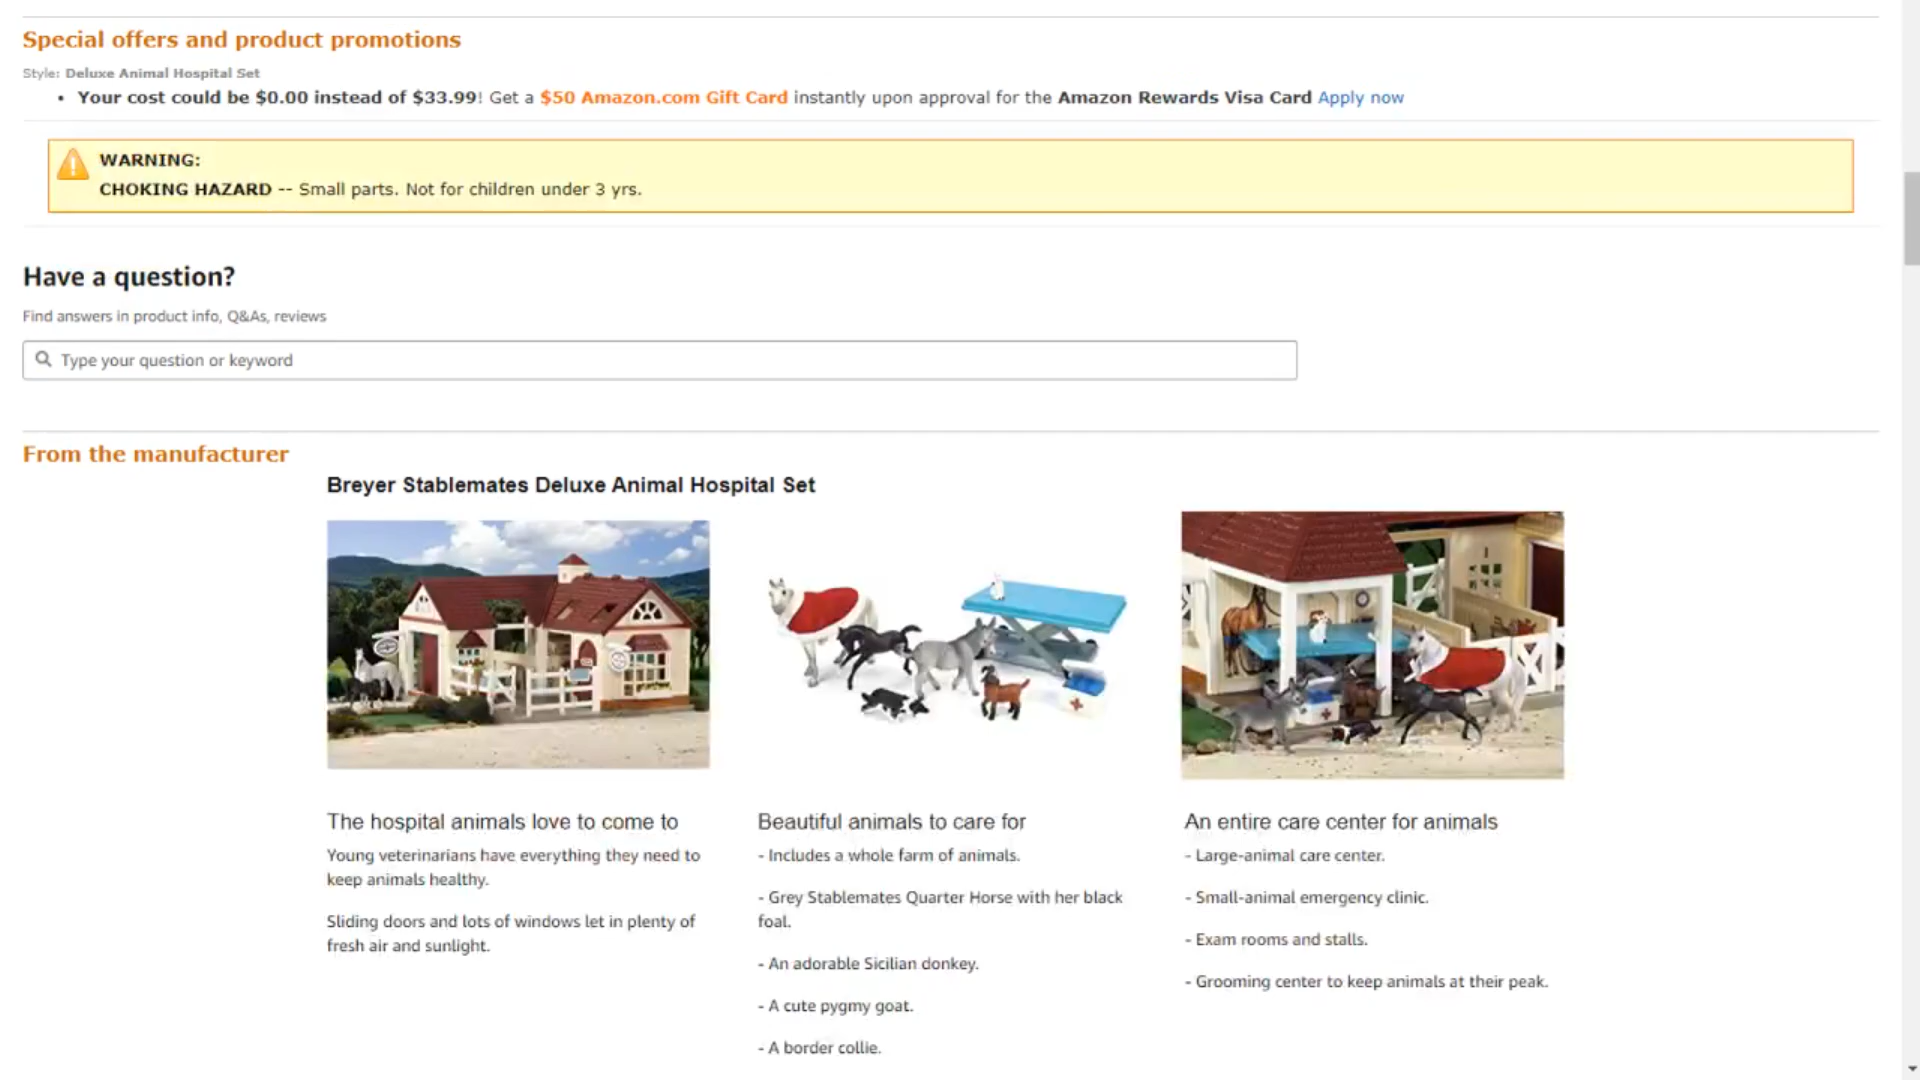 Special offers and product promotions
Style: Deluxe Animal Hospital Set
• Your cost could be $0.00 instead of $33.99! Get a $50 Amazon.com Gift Card instantly upon approval for the Amazon Rewards Visa Card Apply now
WARNING:
CHOKING HAZARD -- Small parts. Not for children under 3 yrs.
Have a question?
Find answers in product info, Q&As, reviews
Type your question or keyword
From the manufacturer
Breyer Stablemates Deluxe Animal Hospital Set
The hospital animals love to come to
Young veterinarians have everything they need to
keep animals healthy.
Sliding doors and lots of windows let in plenty of
fresh air and sunlight.
Beautiful animals to care for
- Includes a whole farm of animals.
- Grey Stablemates Quarter Horse with her black
foal.
- An adorable Sicilian donkey.
- A cute pygmy goat.
- A border collie.
An entire care center for animals
- Large-animal care center.
- Small-animal emergency clinic.
- Exam rooms and stalls.
- Grooming center to keep animals at their peak.